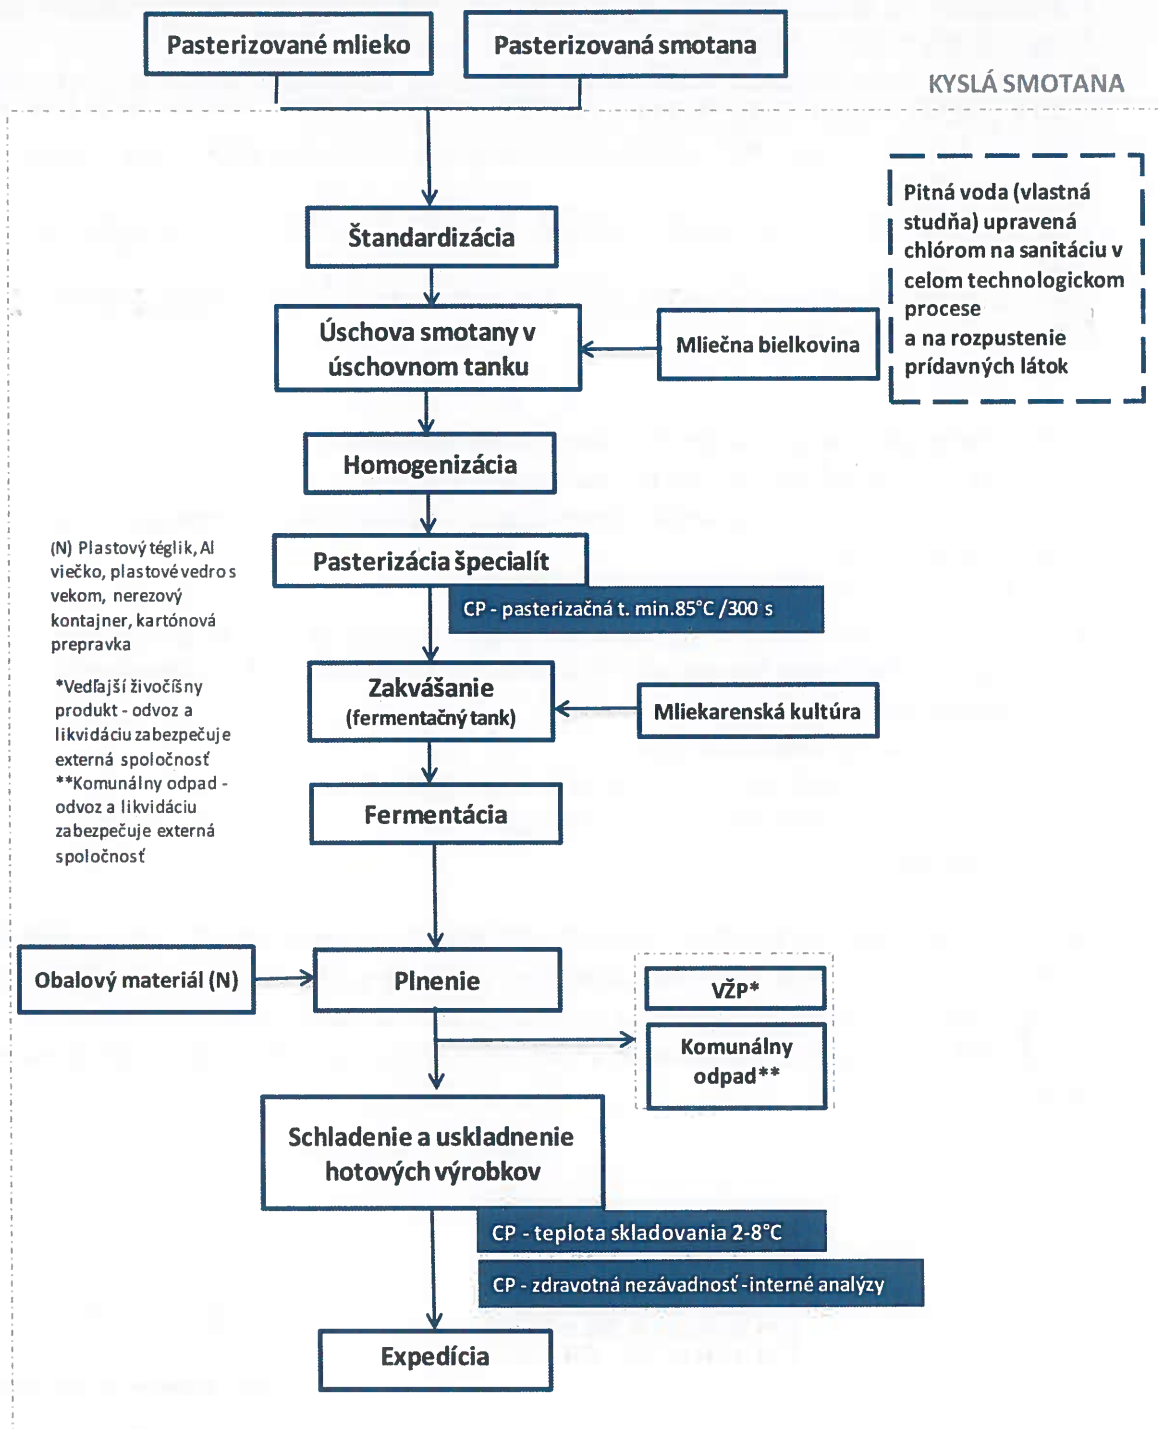 Pasterizované mlieko
Pasterizovaná smotana
KYSLÁ SMOTANA
Pitná voda (vlastná
studňa) upravená
chlórom na sanitáciu v
celom technologickom
procese
a na rozpustenie
prídavných látok
Štandardizácia
Úschova smotany v
úschovnom tanku
Mliečna bielkovina
Homogenizácia
(N) Plastový téglik, Al
viečko, plastové vedro s
vekom, nerezový
kontajner, kartónová
prepravka
Pasterizácia špecialít
CP - pasterizačná t. min.85°C /300 s
*Vedľajší živočíšny
produkt - odvoz a
likvidáciu zabezpečuje
externá spoločnosť
**Komunálny odpad -
odvoz a likvidáciu
zabezpečuje externá
spoločnosť
Zakvášanie
(fermentačný tank)
Mliekarenská kultúra
Fermentácia
Obalový materiál (N)
Plnenie
VŽP*
Komunálny
odpad**
Schladenie a uskladnenie
hotových výrobkov
CP - teplota skladovania 2-8°C
CP - zdravotná nezávadnosť -interné analýzy
Expedícia